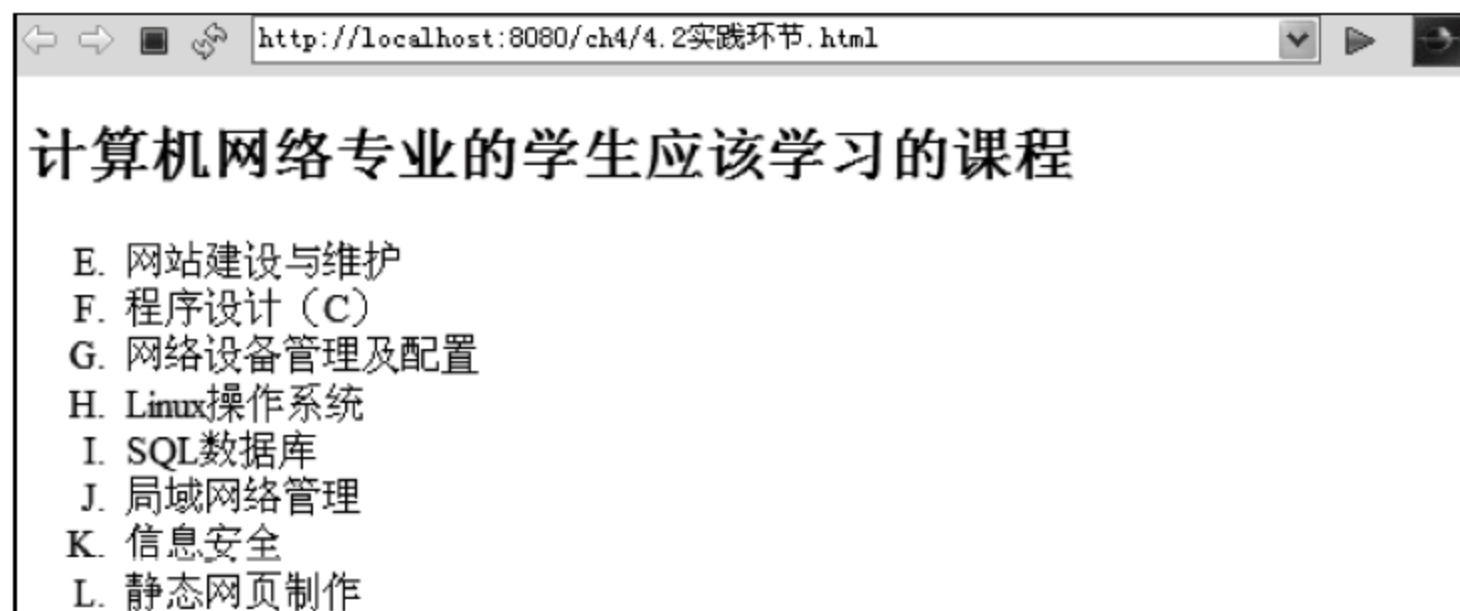 http://localhost:8080/ch4/4.2实践环节.html
计算机网络专业的学生应该学习的课程
E. 网站建设与维护
F. 程序设计（C）
G. 网络设备管理及配置
H. Linux操作系统
I. SQL数据库
J. 局域网络管理
K. 信息安全
L. 静态网页制作